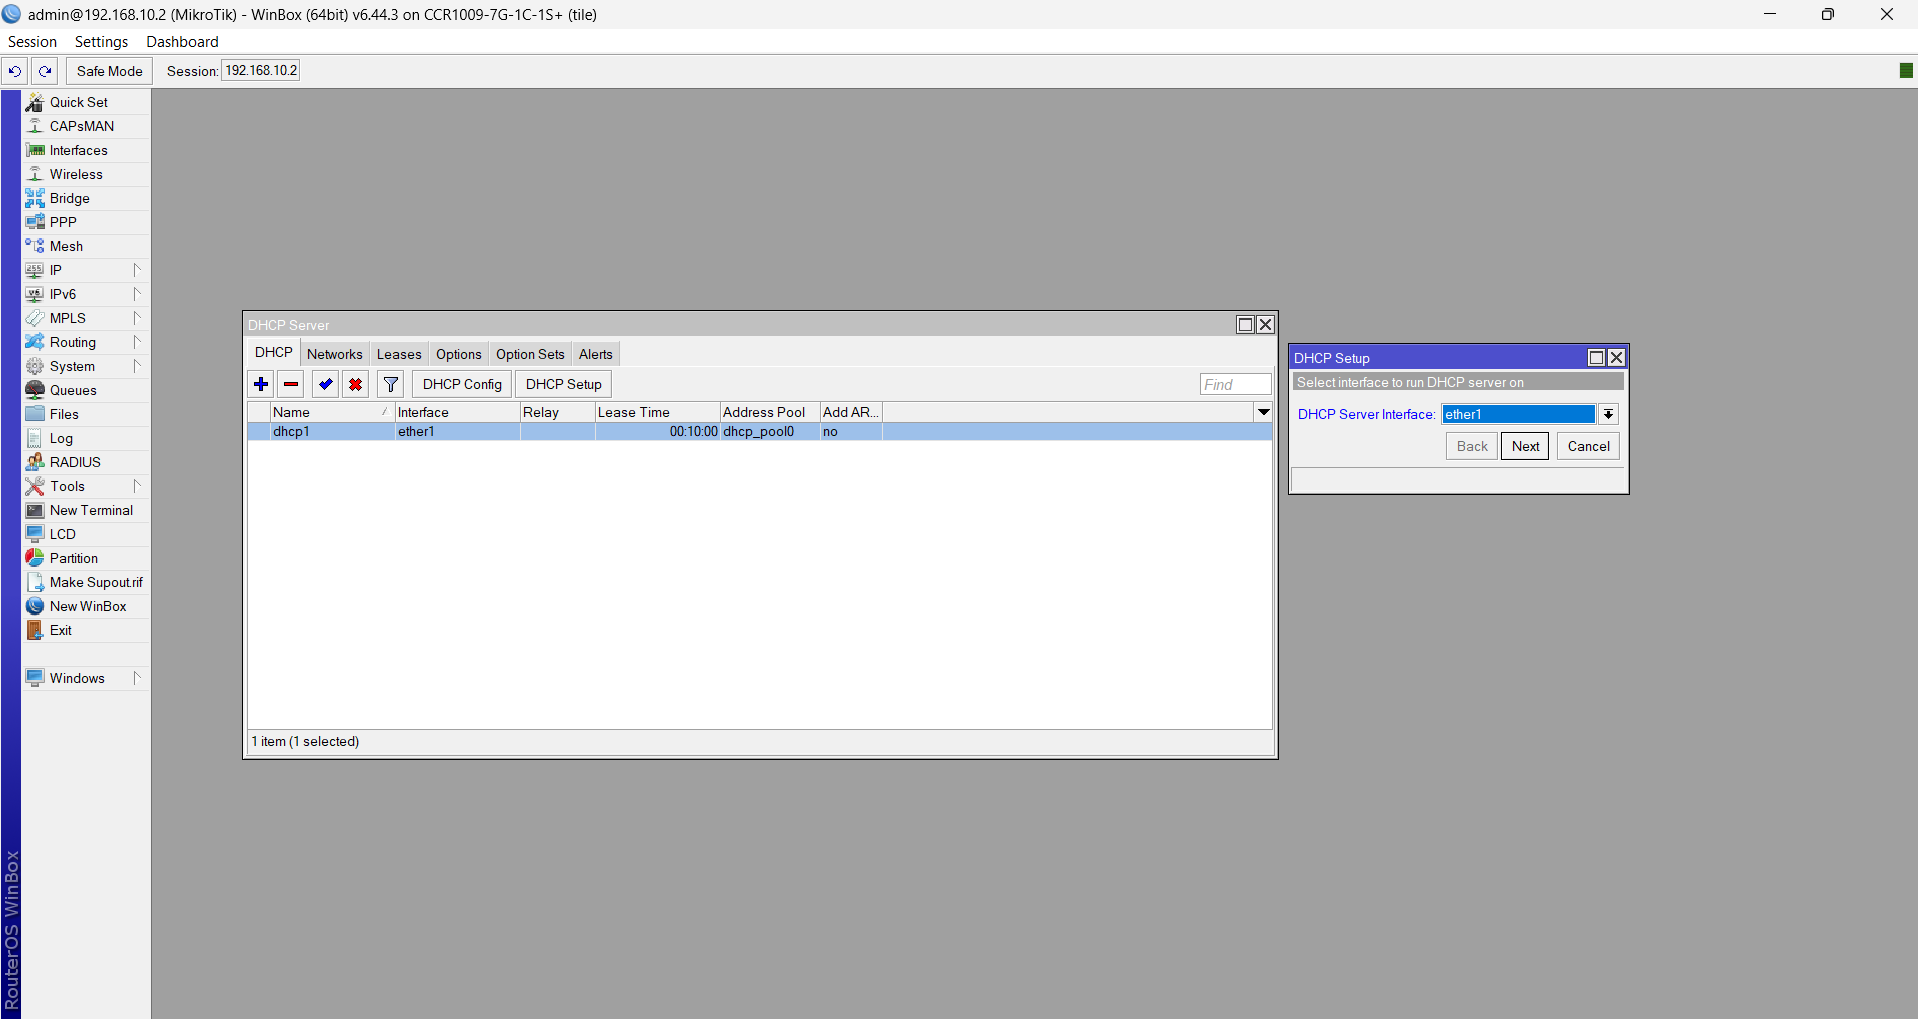 admin@192.168.10.2 (MikroTik) - WinBox (64bit) v6.44.3 on CCR1009-7G-1C-1S+ (tile)
Session Settings Dashboard
Safe Mode Session: 192.168.10.2
Quick Set
CAPsMAN
Interfaces
Wireless
Bridge
PPP
Mesh
IP
IPv6
MPLS
Routing
System
Queues
Files
Log
RADIUS
Tools
New Terminal
LCD
Partition
Make Supout.rif
New WinBox
Exit
Windows
RouterOS WinBox
DHCP Server
DHCP Networks Leases Options Option Sets Alerts
DHCP Config DHCP Setup Find
Name Interface Relay Lease Time Address Pool Add AR...
dhcp1 ether1 00:10:00 dhcp_pool0 no
1 item (1 selected)
DHCP Setup
Select interface to run DHCP server on
DHCP Server Interface: ether1
Back Next Cancel